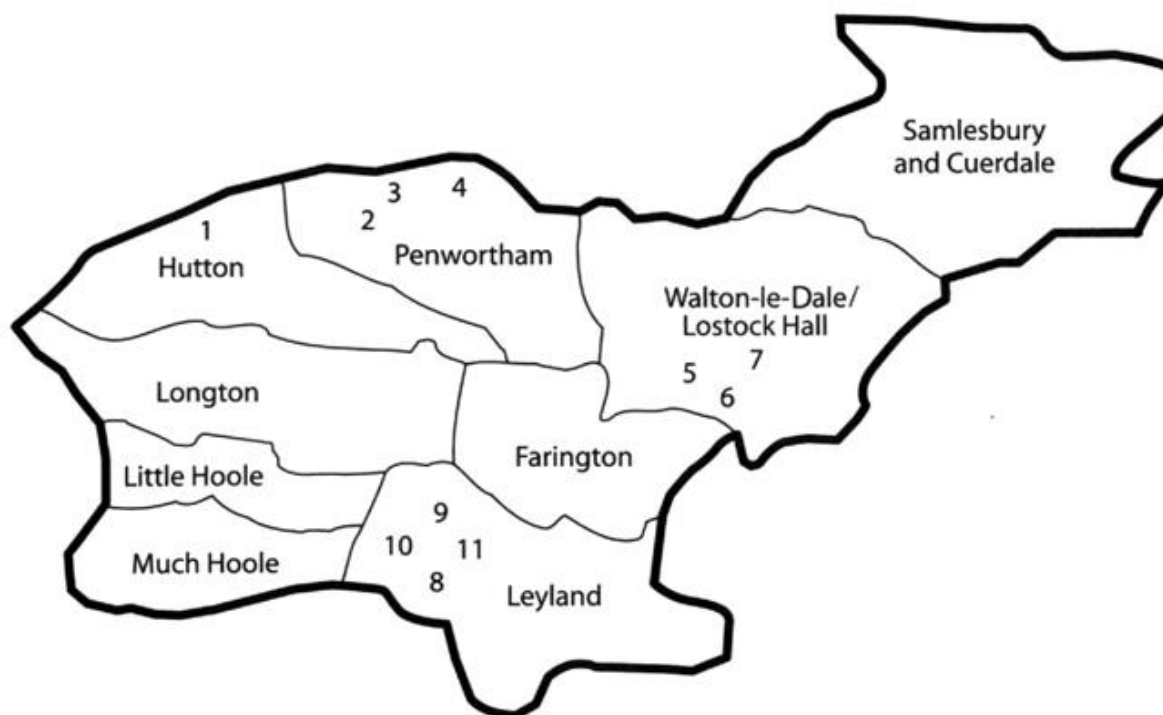 Samlesbury
and Cuerdale
3
4
2
1
Penwortham
Hutton
Walton-le-Dale/
Lostock Hall
7
5
6
Longton
Farington
Little Hoole
9
10
11
Much Hoole
8
Leyland